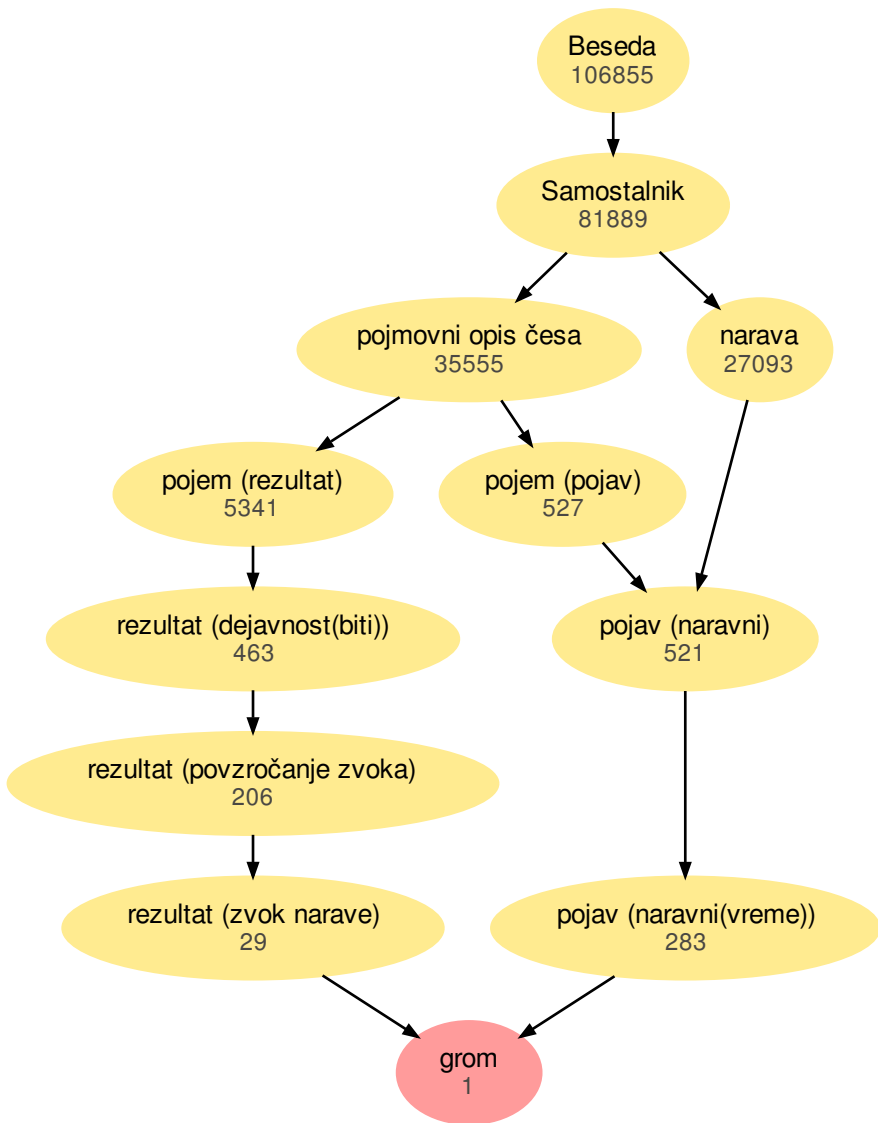 Beseda
106855
Samostalnik
81889
pojmovni opis česa
35555
narava
27093
pojem (rezultat)
5341
pojem (pojav)
527
rezultat (dejavnost(biti))
463
pojav (naravni)
521
rezultat (povzročanje zvoka)
206
rezultat (zvok narave)
29
pojav (naravni(vreme))
283
grom
1